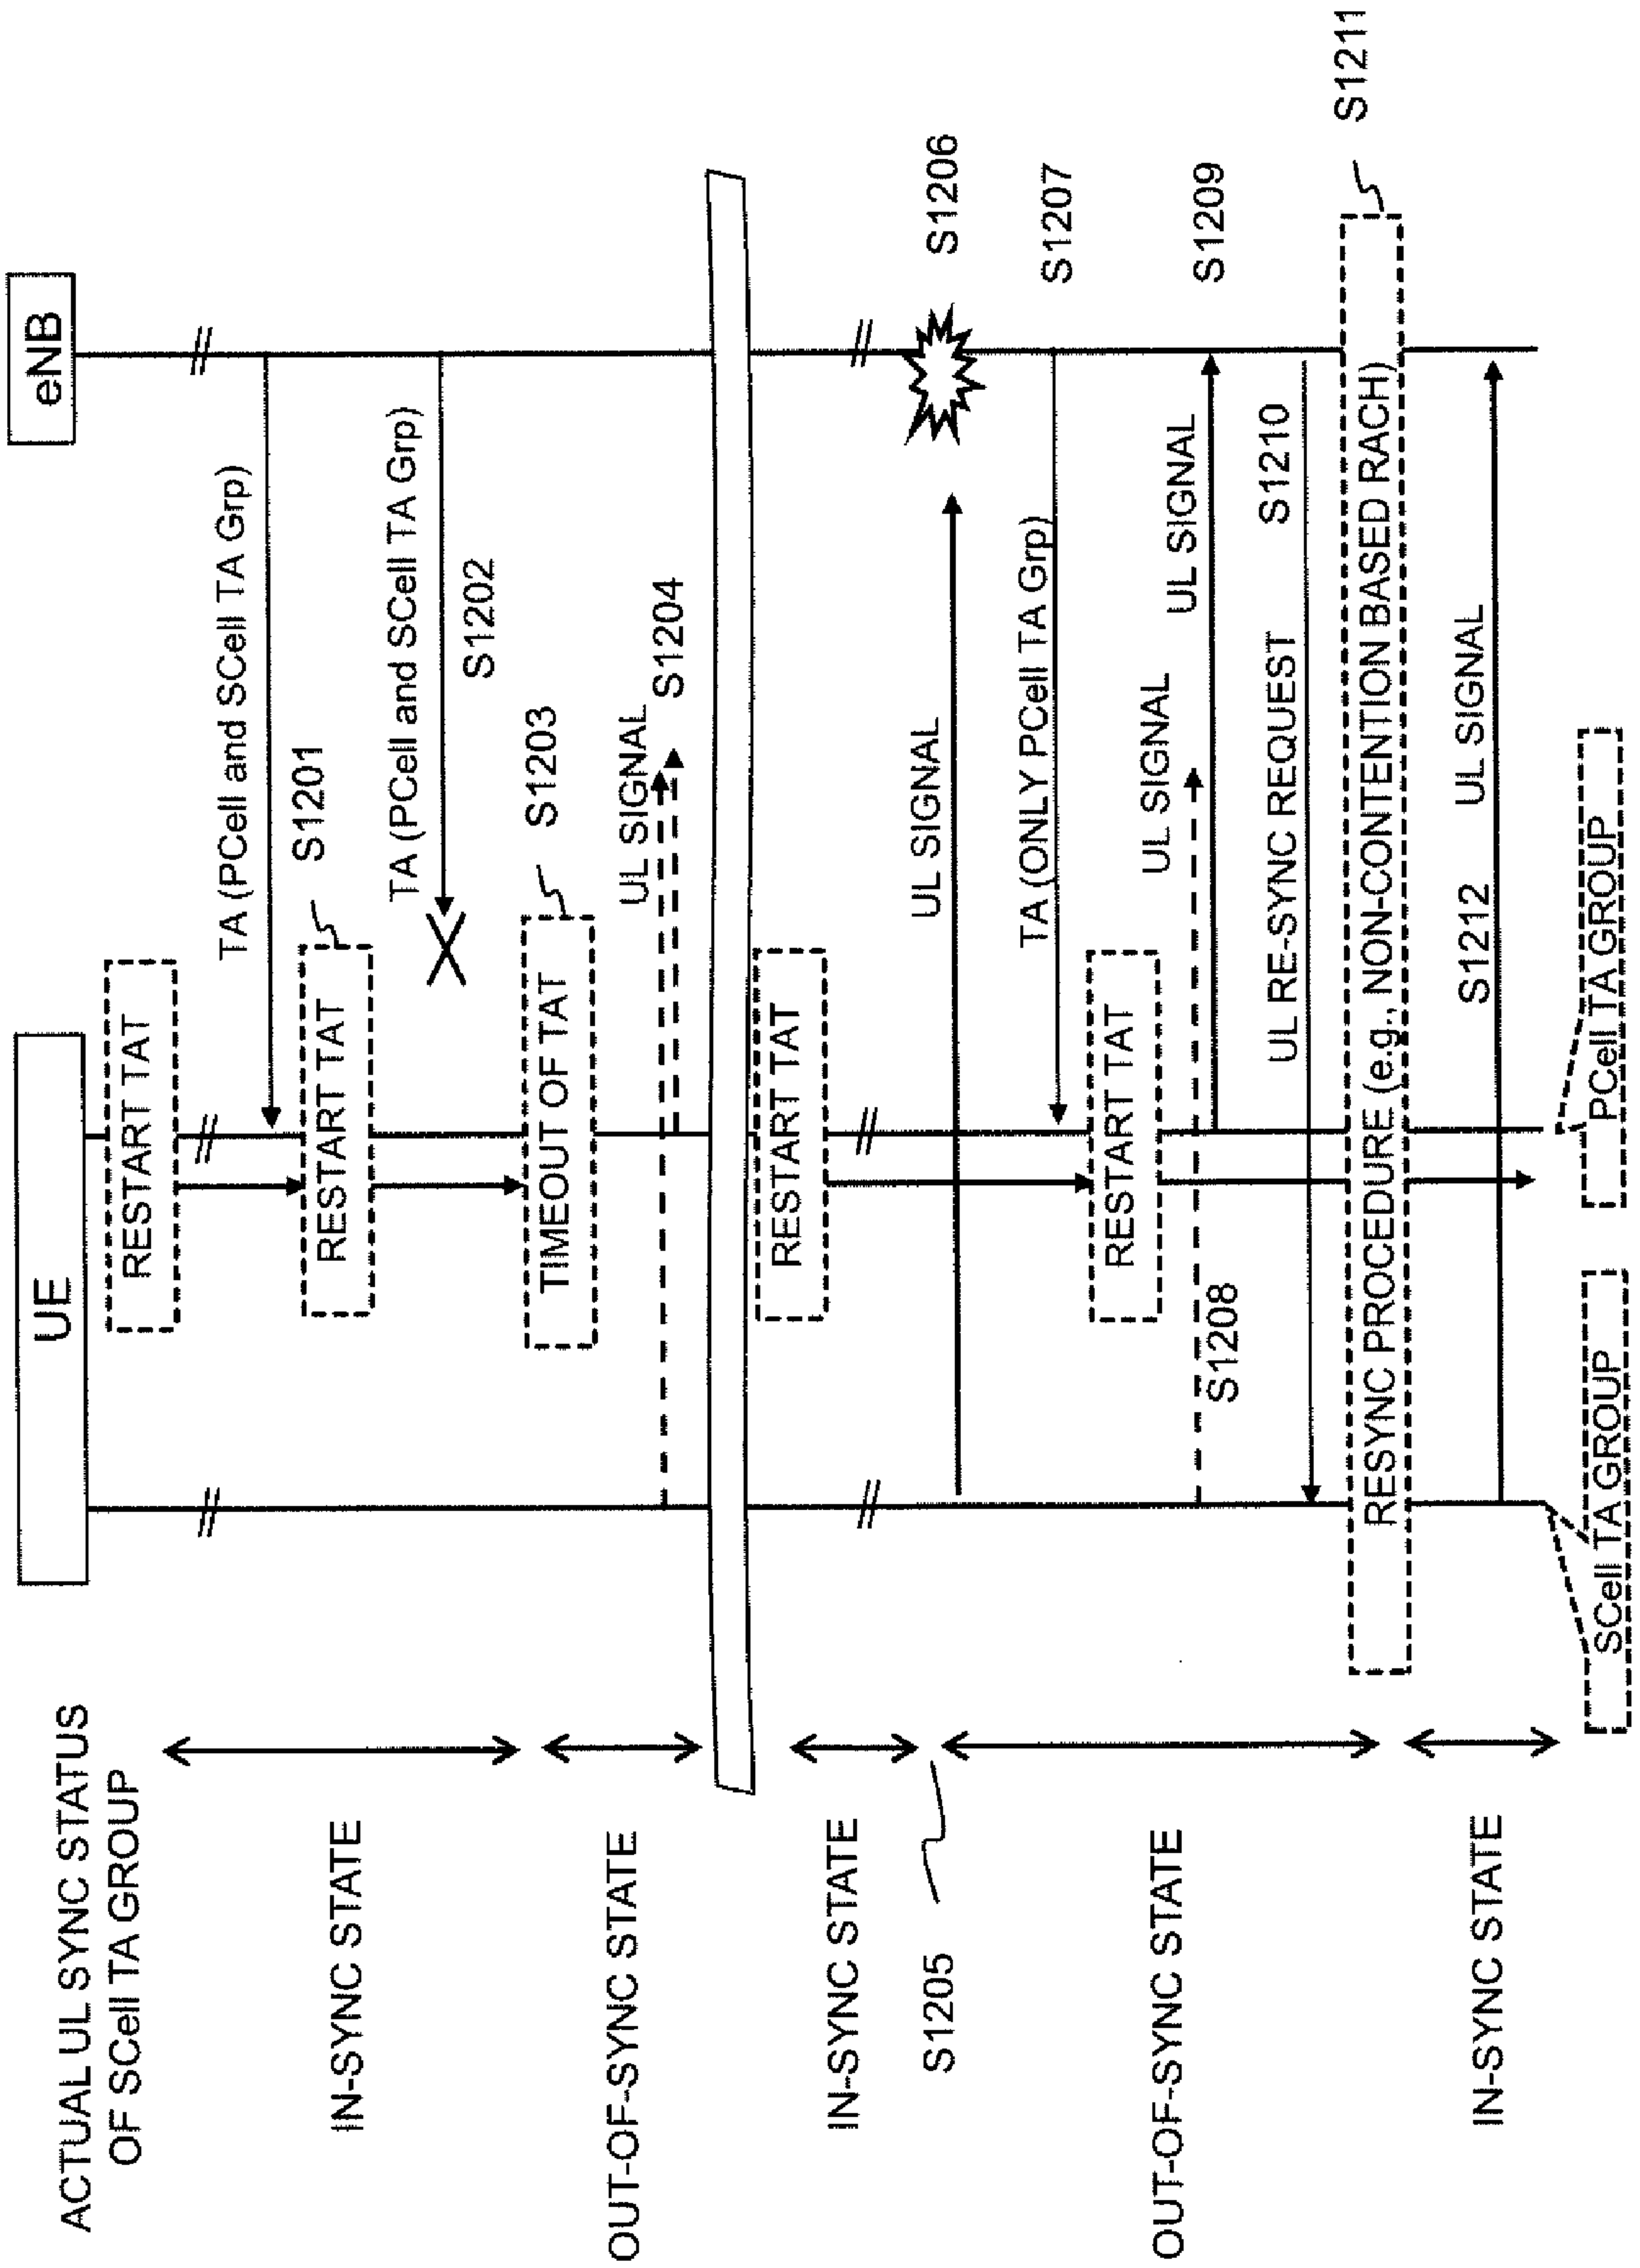 ACTUAL UL SYNC STATUS
OF SCell TA GROUP
UE
eNB
RESTART TAT
TA (PCell and SCell TA Grp)
S1201
RESTART TAT
IN-SYNC STATE
TA (PCell and SCell TA Grp)
S1202
TIMEOUT OF TAT
S1203
OUT-OF-SYNC STATE
UL SIGNAL
S1204
RESTART TAT
IN-SYNC STATE
S1205
UL SIGNAL
S1206
TA (ONLY PCell TA Grp)
S1207
RESTART TAT
OUT-OF-SYNC STATE
UL SIGNAL
S1208
UL SIGNAL
S1209
UL RE-SYNC REQUEST
S1210
RESYNC PROCEDURE (e.g., NON-CONTENTION BASED RACH)
S1211
IN-SYNC STATE
S1212
UL SIGNAL
SCell TA GROUP
PCell TA GROUP